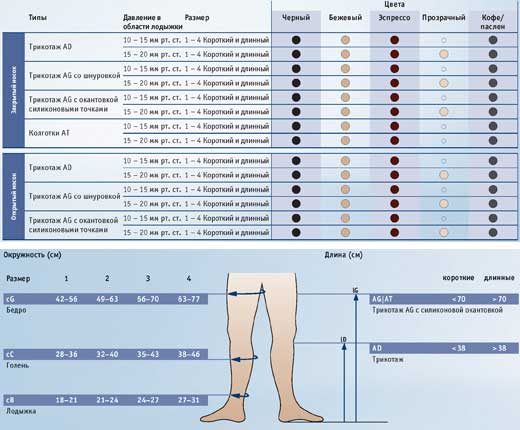 Цвета
Типы Давление в области лодыжки Размер Черный Бежевый Эспрессо Прозрачный Кофе/паслен
Закрытый носок
Трикотаж AD
10 – 15 мм рт. ст. 1 – 4 Короткий и длинный
15 – 20 мм рт. ст. 1 – 4 Короткий и длинный
Трикотаж AG со шнуровкой
10 – 15 мм рт. ст. 1 – 4 Короткий и длинный
15 – 20 мм рт. ст. 1 – 4 Короткий и длинный
Трикотаж AG с окантовкой
силиконовыми точками
10 – 15 мм рт. ст. 1 – 4 Короткий и длинный
15 – 20 мм рт. ст. 1 – 4 Короткий и длинный
Колготки AT
10 – 15 мм рт. ст. 1 – 4 Короткий и длинный
15 – 20 мм рт. ст. 1 – 4 Короткий и длинный
Открытый носок
Трикотаж AD
10 – 15 мм рт. ст. 1 – 4 Короткий и длинный
15 – 20 мм рт. ст. 1 – 4 Короткий и длинный
Трикотаж AG со шнуровкой
10 – 15 мм рт. ст. 1 – 4 Короткий и длинный
15 – 20 мм рт. ст. 1 – 4 Короткий и длинный
Трикотаж AG с окантовкой
силиконовыми точками
10 – 15 мм рт. ст. 1 – 4 Короткий и длинный
15 – 20 мм рт. ст. 1 – 4 Короткий и длинный
Окружность (см)
Размер 1 2 3 4
cG 42–56 49–63 56–70 63–77
Бедро
cC 28–36 32–40 35–43 38–46
Голень
cB 18–21 21–24 24–27 27–31
Лодыжка
lG
lD
Длина (см)
короткие длинные
AG|AT <70 >70
Трикотаж AG с силиконовой окантовкой
AD <38 >38
Трикотаж